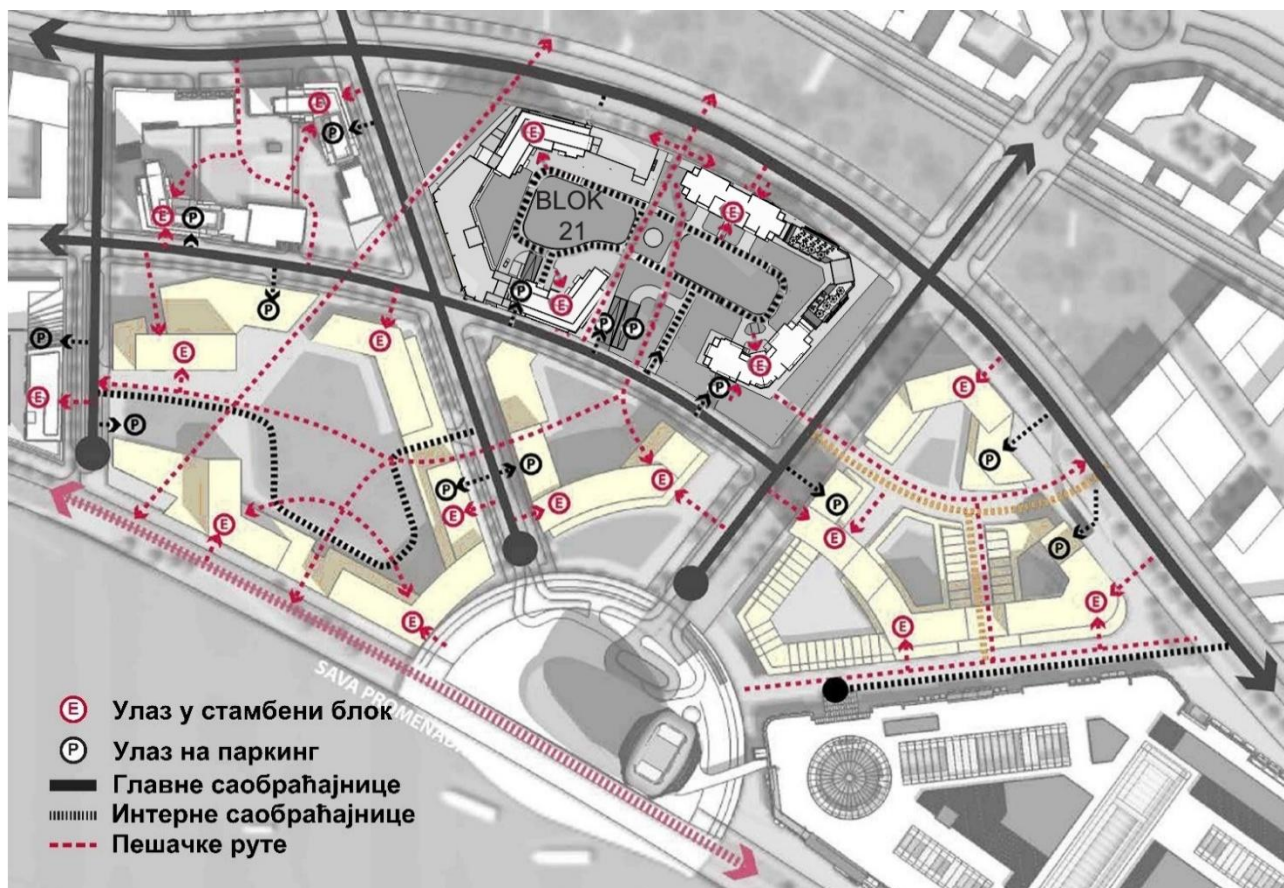 E
E
P
BLOK
21
E
E
P
P
E
P
P
P
P
E
E
E
P
E
E
P
P
P
E
P
E
P
E
E
E
P
E
E
E
SAVA PROMENADA
E Улаз у стамбени блок
P Улаз на паркинг
Главне саобраћајнице
Интерне саобраћајнице
Пешачке руте